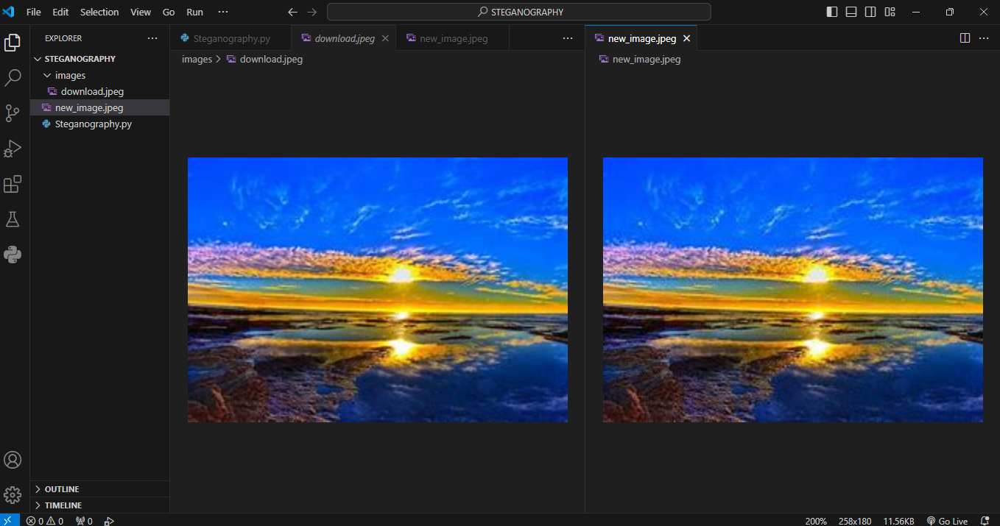 File Edit Selection View Go Run ··· STEGANOGRAPHY
EXPLORER ···
STEGANOGRAPHY
images
download.jpeg
new_image.jpeg
Steganography.py
OUTLINE
TIMELINE
Steganography.py download.jpeg new_image.jpeg ···
images > download.jpeg
new_image.jpeg ···
new_image.jpeg
0 0 0 200% 258x180 11.56KB Go Live